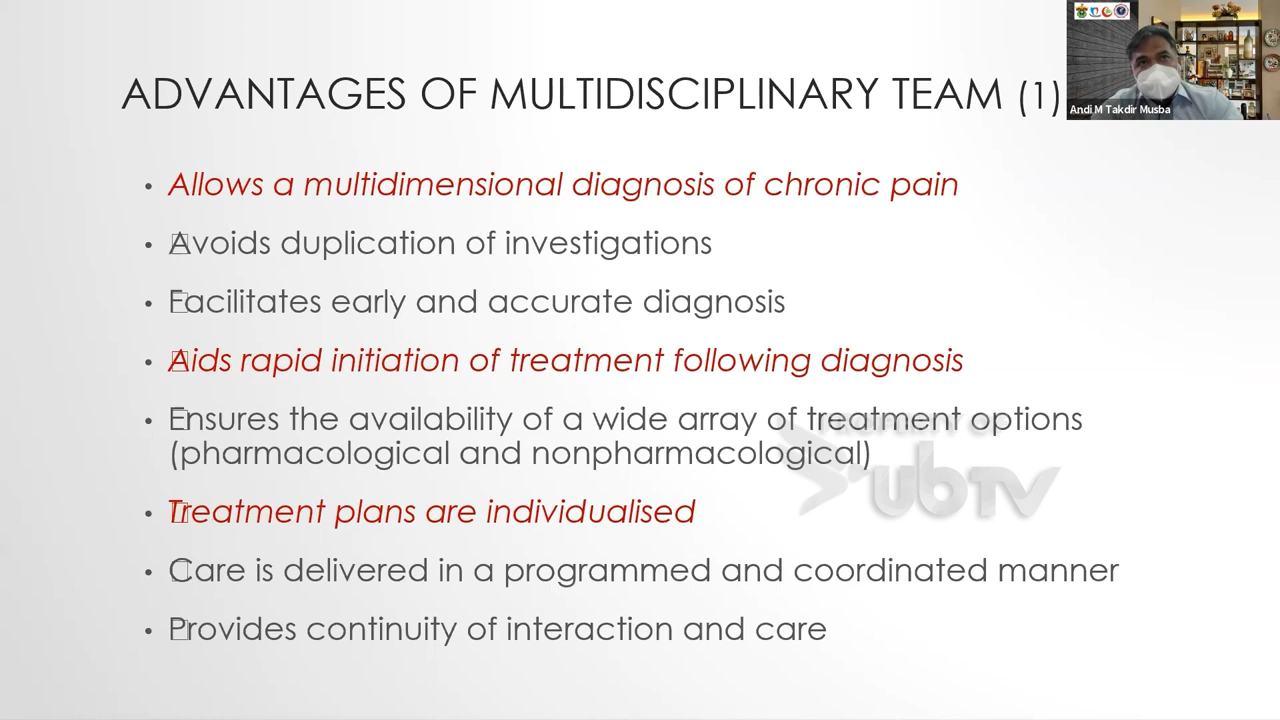 ADVANTAGES OF MULTIDISCIPLINARY TEAM (1)
Andi M Takdir Musba
• Allows a multidimensional diagnosis of chronic pain
• Avoids duplication of investigations
• Facilitates early and accurate diagnosis
• Aids rapid initiation of treatment following diagnosis
• Ensures the availability of a wide array of treatment options
(pharmacological and nonpharmacological)
• Treatment plans are individualised
• Care is delivered in a programmed and coordinated manner
• Provides continuity of interaction and care
UBTV